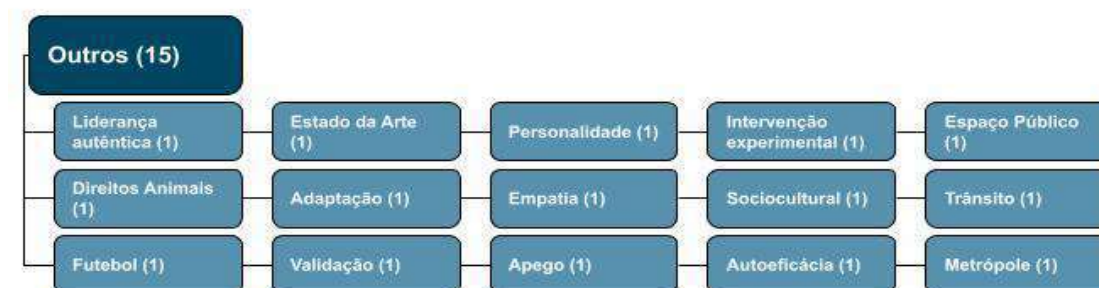 Outros (15)
Liderança
autêntica (1)
Estado da Arte
(1)
Personalidade (1)
Intervenção
experimental (1)
Espaço Público
(1)
Direitos Animais
(1)
Adaptação (1)
Empatia (1)
Sociocultural (1)
Trânsito (1)
Futebol (1)
Validação (1)
Apego (1)
Autoeficácia (1)
Metrópole (1)